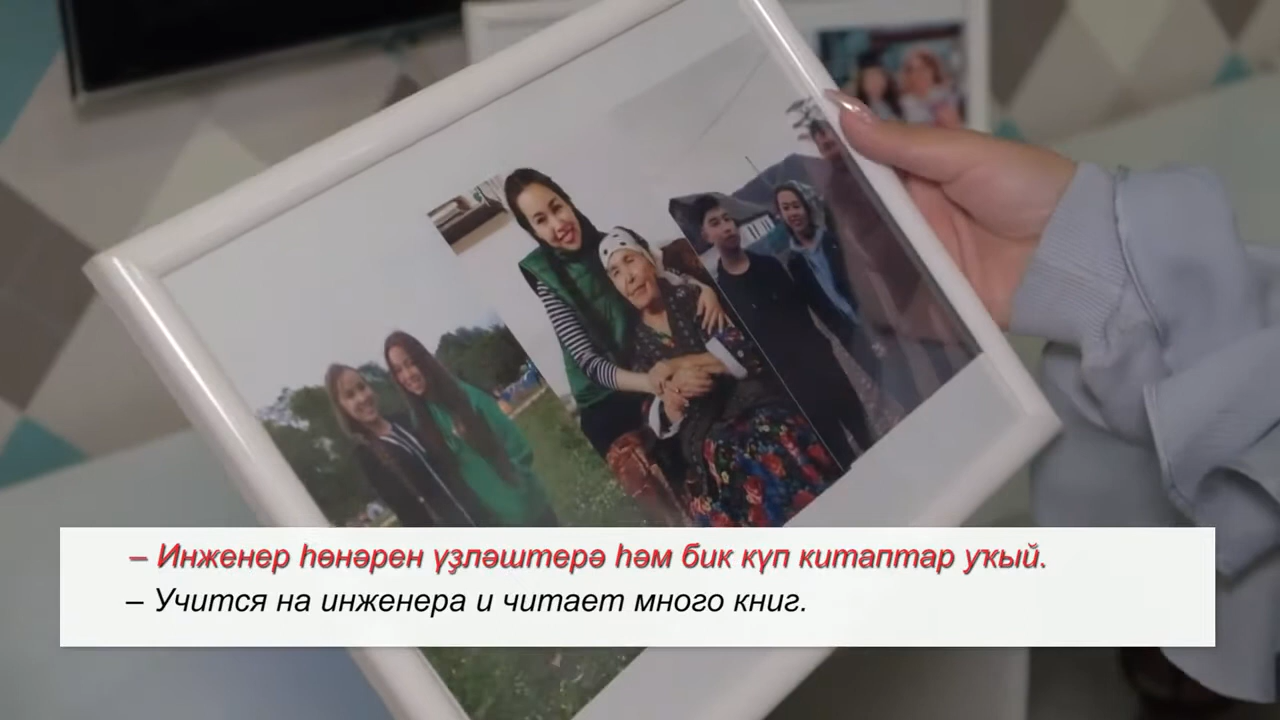 – Инженер һөнәрен үҙләштерә һәм бик күп китаптар уҡый.
– Учится на инженера и читает много книг.